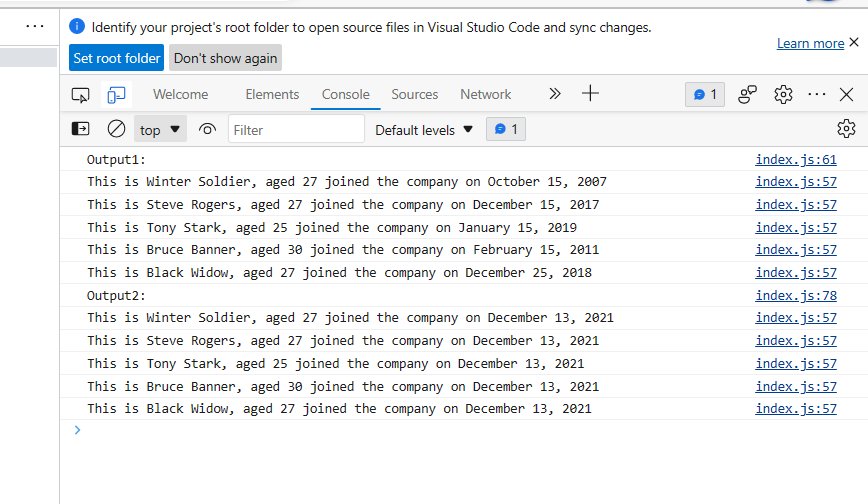 Identify your project's root folder to open source files in Visual Studio Code and sync changes.
Learn more
Set root folder
Don't show again
Welcome Elements Console Sources Network 1
top Filter Default levels 1
Output1: index.js:61
This is Winter Soldier, aged 27 joined the company on October 15, 2007 index.js:57
This is Steve Rogers, aged 27 joined the company on December 15, 2017 index.js:57
This is Tony Stark, aged 25 joined the company on January 15, 2019 index.js:57
This is Bruce Banner, aged 30 joined the company on February 15, 2011 index.js:57
This is Black Widow, aged 27 joined the company on December 25, 2018 index.js:57
Output2: index.js:78
This is Winter Soldier, aged 27 joined the company on December 13, 2021 index.js:57
This is Steve Rogers, aged 27 joined the company on December 13, 2021 index.js:57
This is Tony Stark, aged 25 joined the company on December 13, 2021 index.js:57
This is Bruce Banner, aged 30 joined the company on December 13, 2021 index.js:57
This is Black Widow, aged 27 joined the company on December 13, 2021 index.js:57